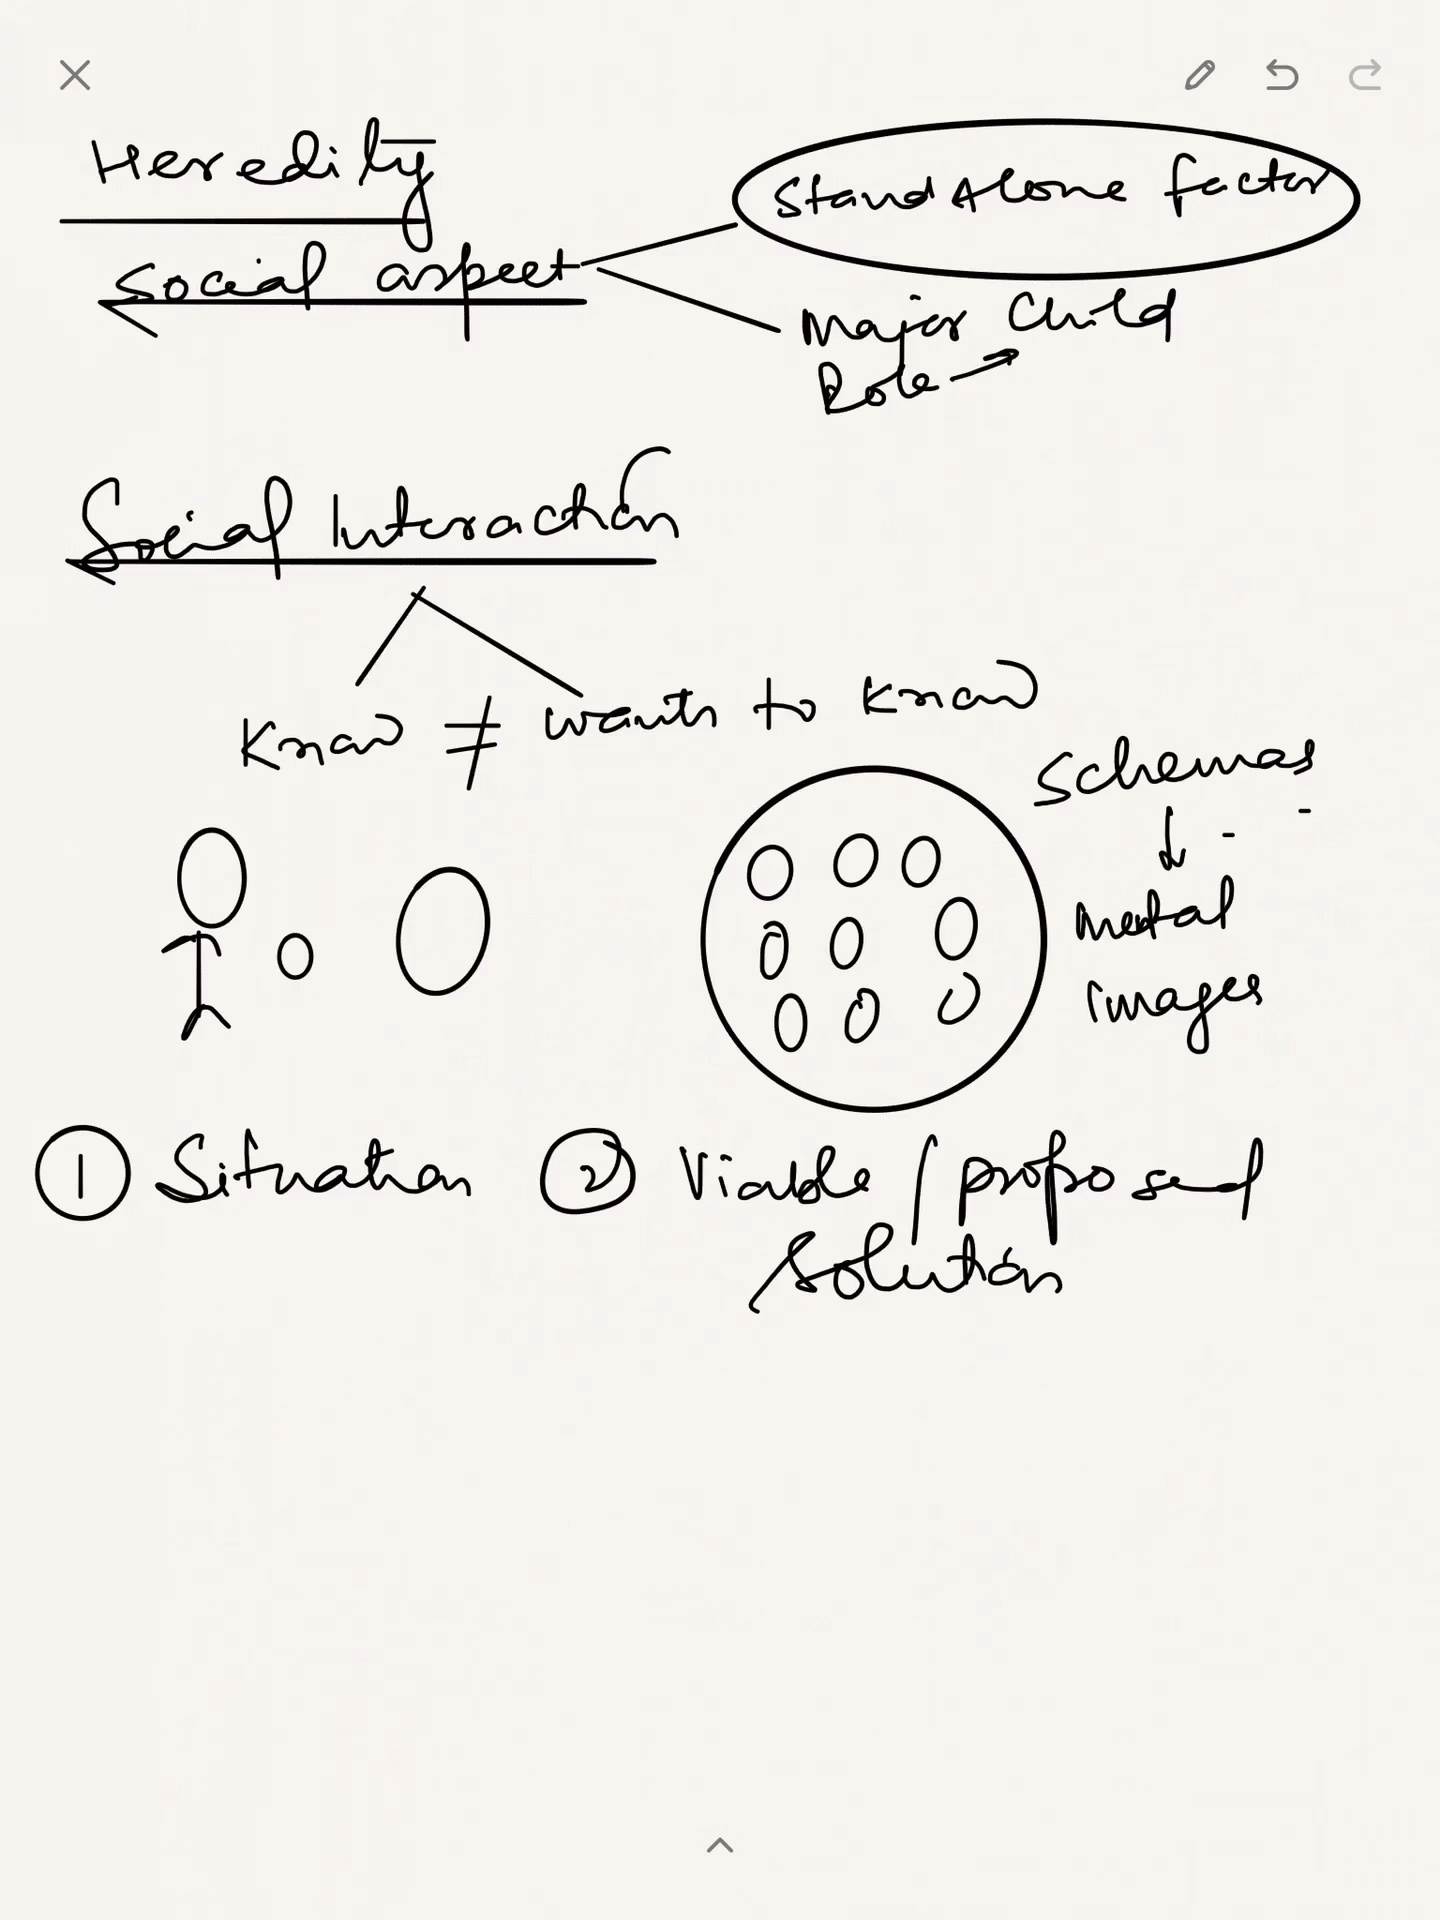 Heredity
Stand Alone factor
Social aspect
Major Child
Role
Social Interaction
Know ≠ wants to know
Schemas
mental
images
① Situation ② Viable / proposed
solution